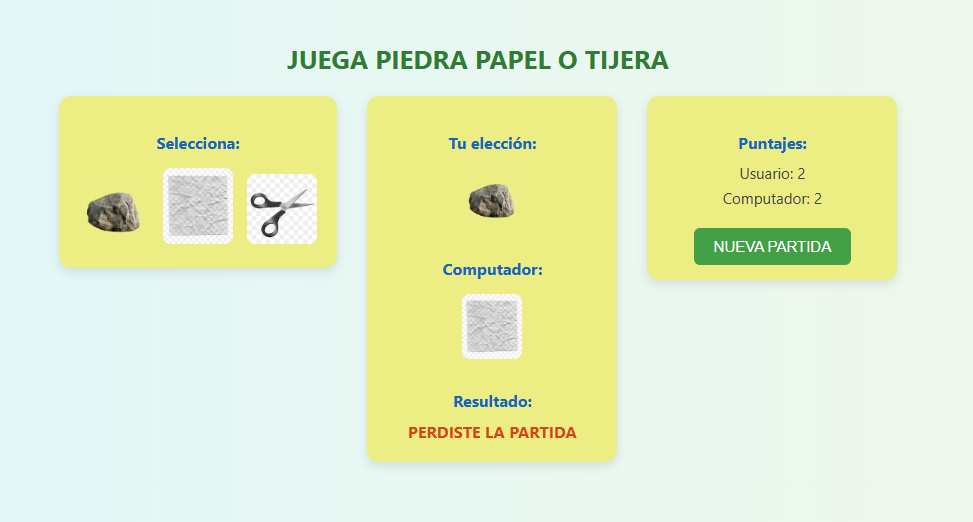 JUEGA PIEDRA PAPEL O TIJERA
Selecciona:
Tu elección:
Computador:
Resultado:
PERDISTE LA PARTIDA
Puntajes:
Usuario: 2
Computador: 2
NUEVA PARTIDA